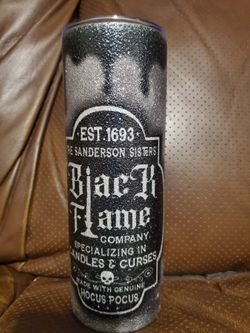 · EST. 1693 ·
THE SANDERSON SISTERS
Black
Flame
COMPANY
SPECIALIZING IN
CANDLES & CURSES
MADE WITH GENUINE
HOCUS POCUS